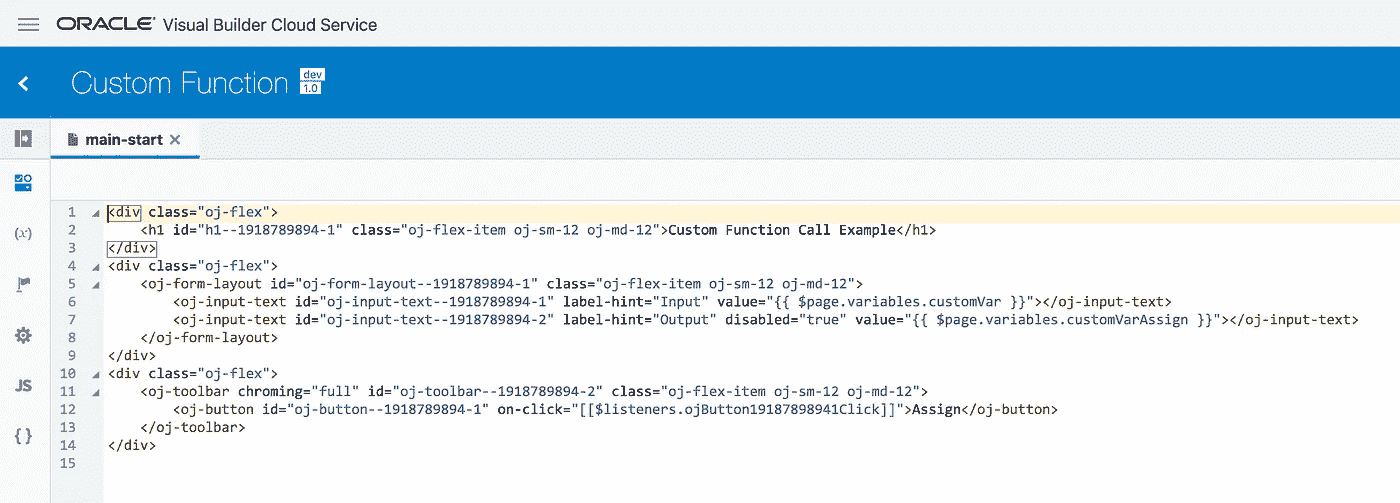 ORACLE® Visual Builder Cloud Service
Custom Function dev 1.0
main-start ×
1 <div class="oj-flex">
2 <h1 id="h1--1918789894-1" class="oj-flex-item oj-sm-12 oj-md-12">Custom Function Call Example</h1>
3 </div>
4 <div class="oj-flex">
5 <oj-form-layout id="oj-form-layout--1918789894-1" class="oj-flex-item oj-sm-12 oj-md-12">
6 <oj-input-text id="oj-input-text--1918789894-1" label-hint="Input" value="{{ $page.variables.customVar }}"></oj-input-text>
7 <oj-input-text id="oj-input-text--1918789894-2" label-hint="Output" disabled="true" value="{{ $page.variables.customVarAssign }}"></oj-input-text>
8 </oj-form-layout>
9 </div>
10 <div class="oj-flex">
11 <oj-toolbar chroming="full" id="oj-toolbar--1918789894-2" class="oj-flex-item oj-sm-12 oj-md-12">
12 <oj-button id="oj-button--1918789894-1" on-click="[[$listeners.ojButton19187898941Click]]">Assign</oj-button>
13 </oj-toolbar>
14 </div>
15
(x)
JS
{ }